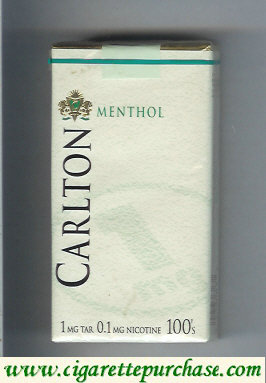 MENTHOL
CARLTON
1 MG TAR 0.1 MG NICOTINE 100's
www.cigarettepurchase.com